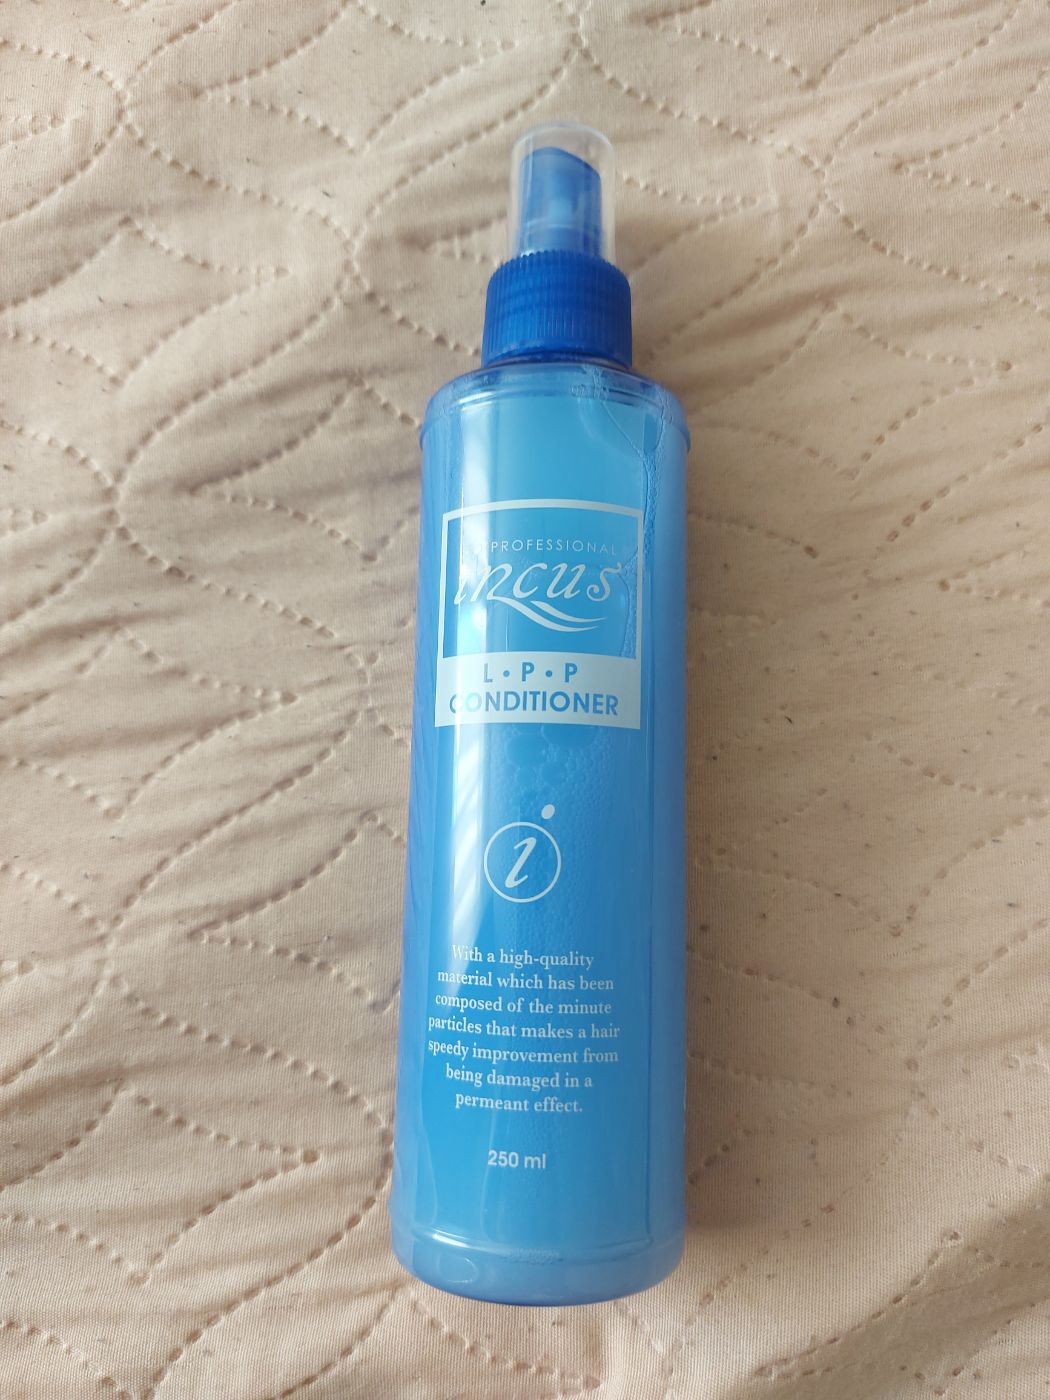 PROFESSIONAL
incus
L•P•P
CONDITIONER
i
With a high-quality
material which has been
composed of the minute
particles that makes a hair
speedy improvement from
being damaged in a
permeant effect.
250 ml